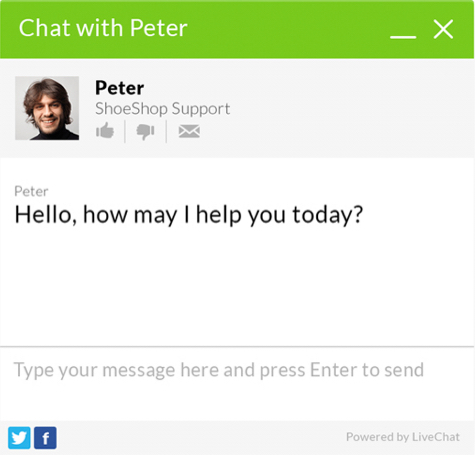 Chat with Peter
Peter
ShoeShop Support
Peter
Hello, how may I help you today?
Type your message here and press Enter to send
f
Powered by LiveChat